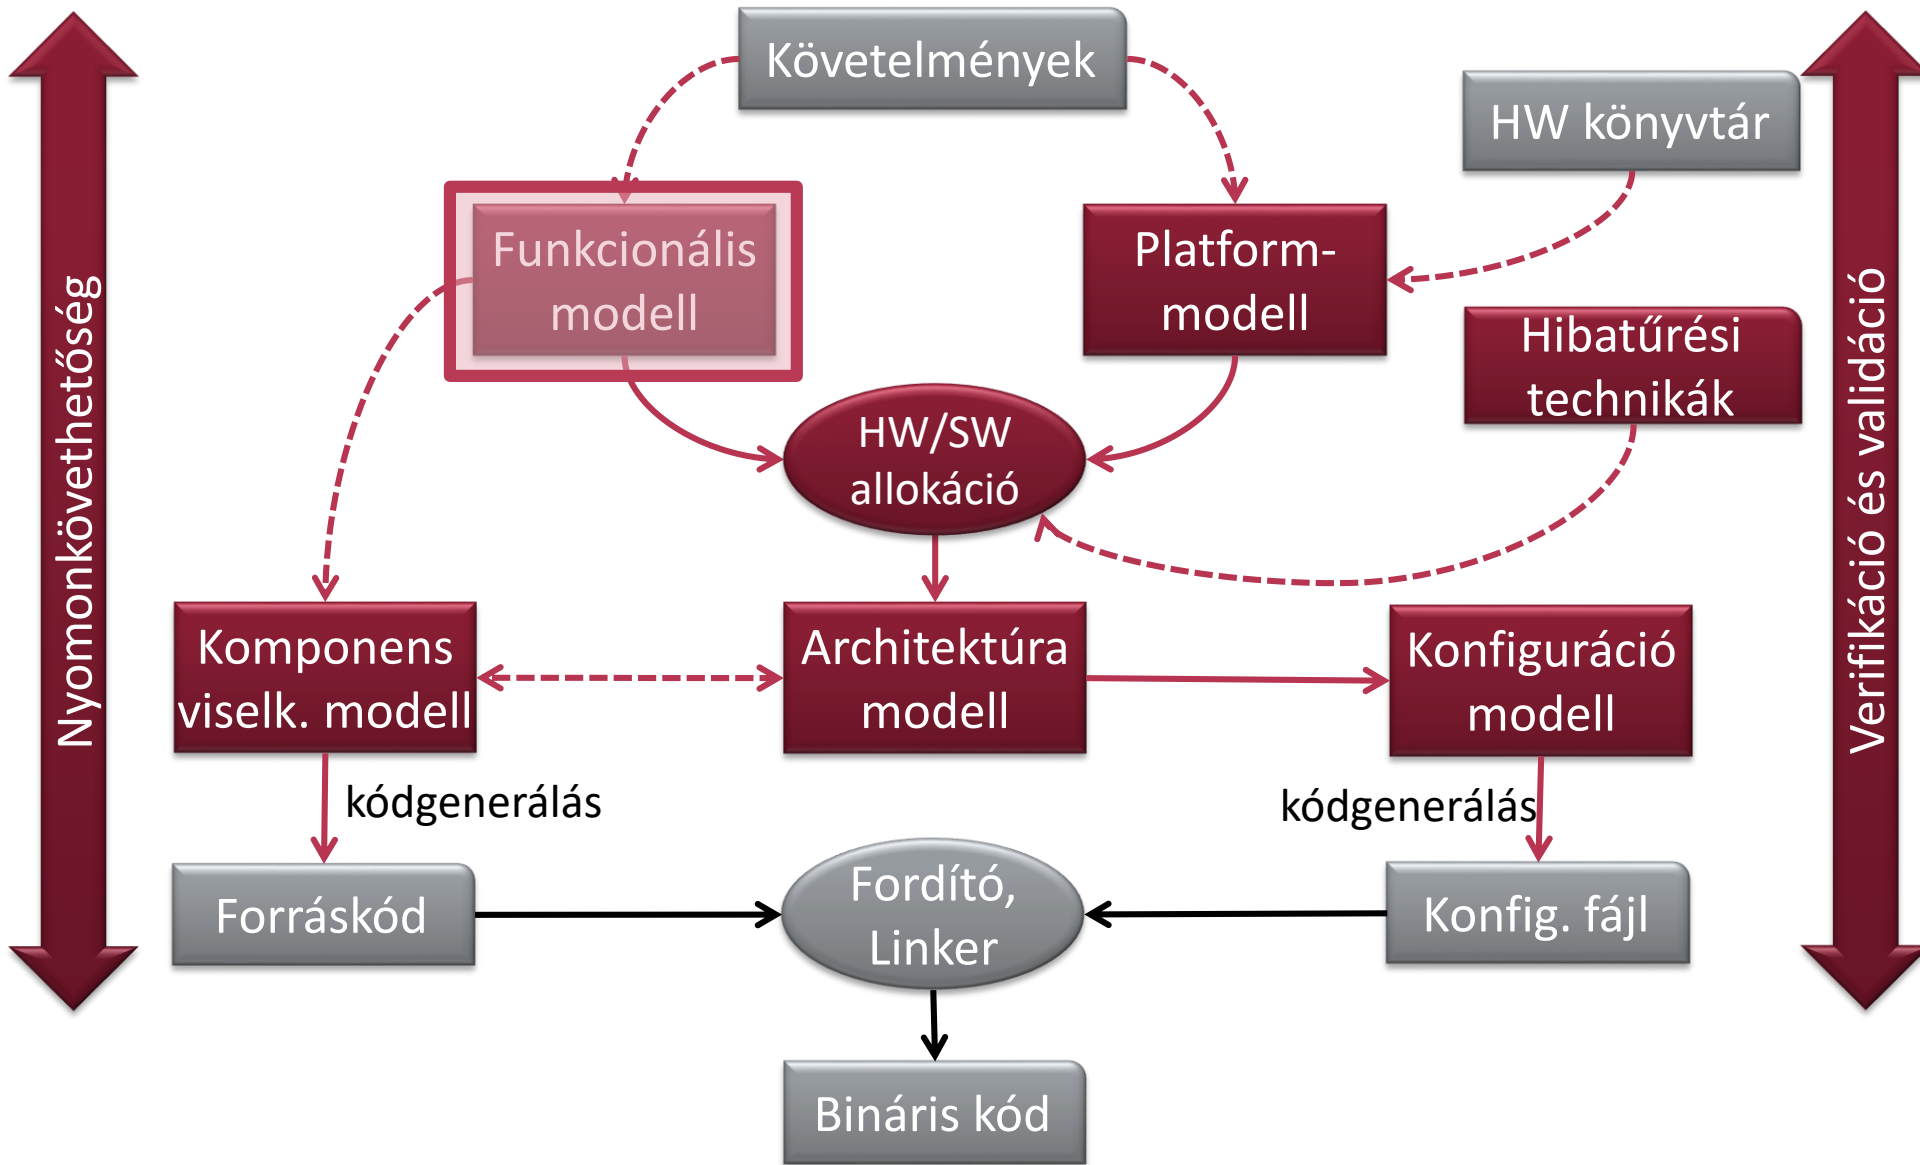 Követelmények
HW könyvtár
Funkcionális
modell
Platform-
modell
Hibatűrési
technikák
HW/SW
allokáció
Nyomonkövethetőség
Verifikáció és validáció
Komponens
viselk. modell
Architektúra
modell
Konfiguráció
modell
kódgenerálás
kódgenerálás
Forráskód
Fordító,
Linker
Konfig. fájl
Bináris kód